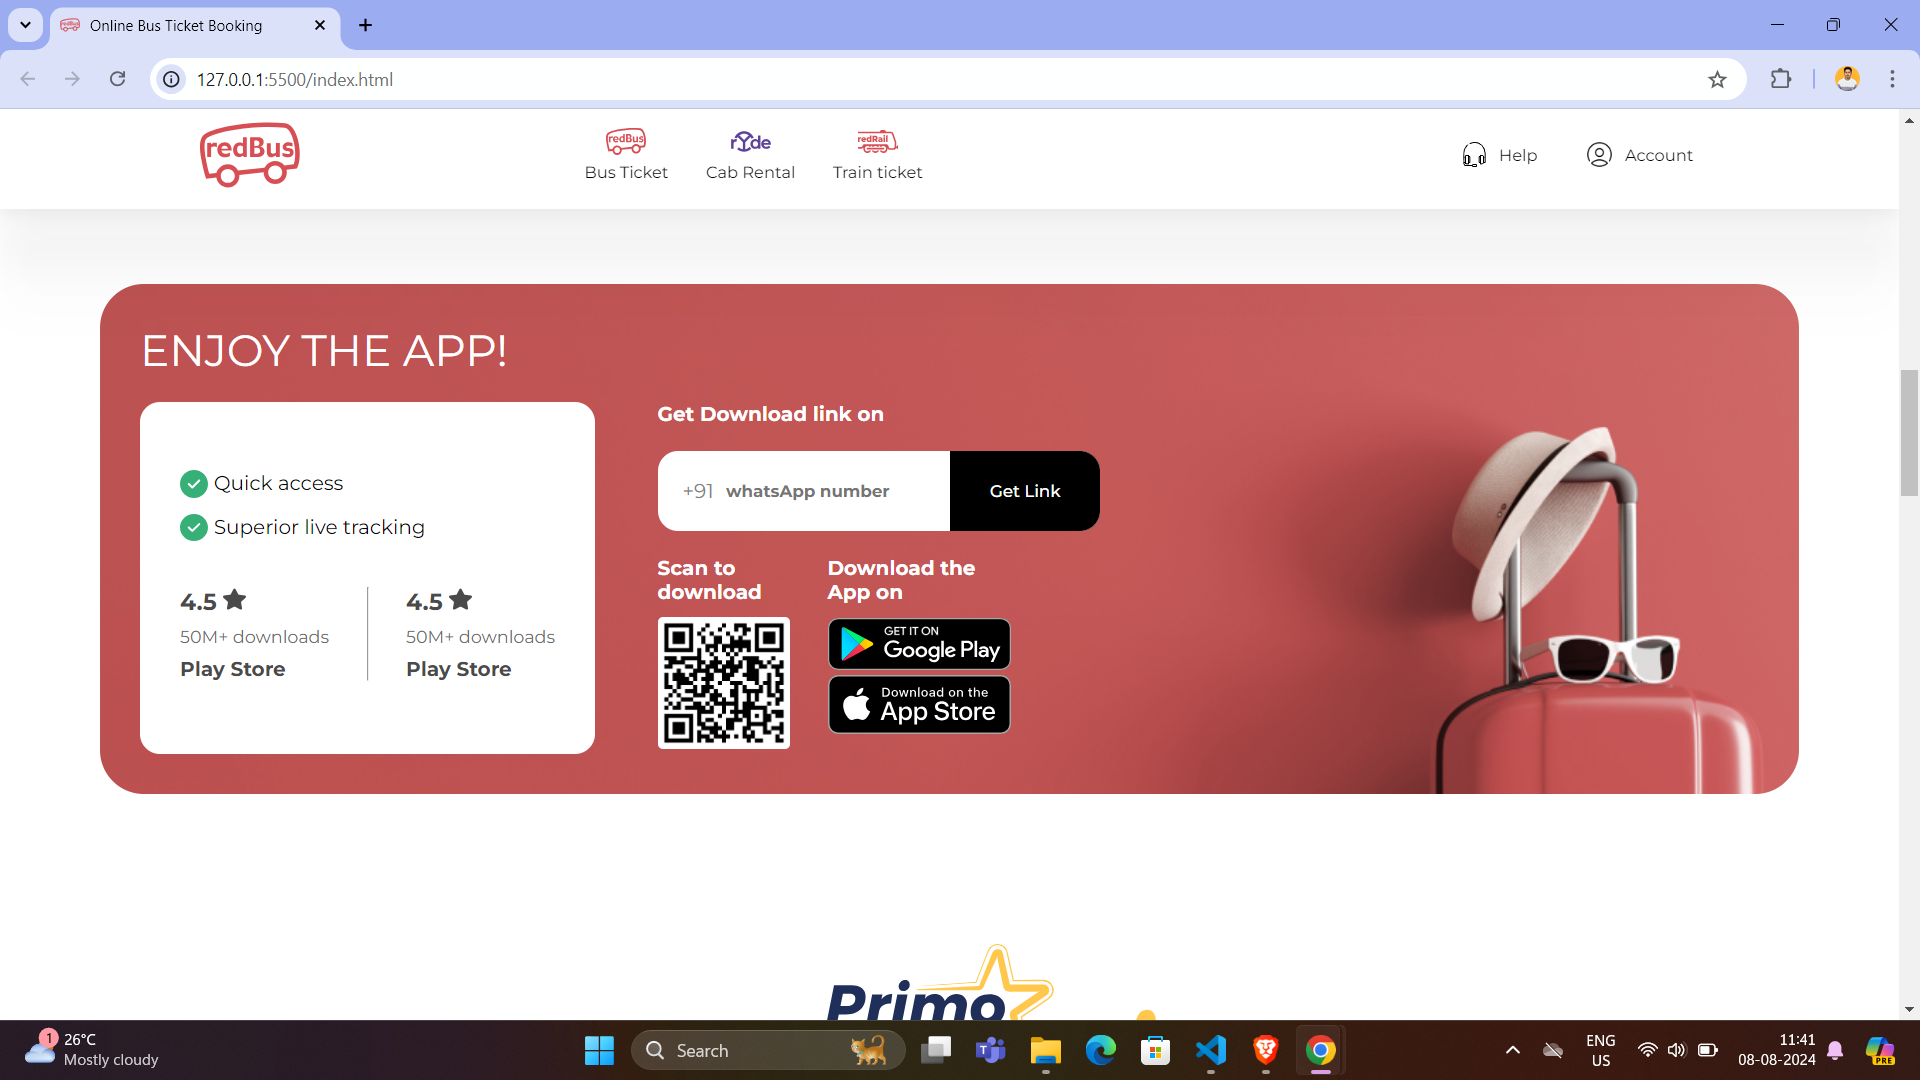 Online Bus Ticket Booking
127.0.0.1:5500/index.html
redBus
redBus
Bus Ticket
rYde
Cab Rental
redRail
Train ticket
Help
Account
ENJOY THE APP!
Quick access
Superior live tracking
4.5
50M+ downloads
Play Store
4.5
50M+ downloads
Play Store
Get Download link on
+91 whatsApp number
Get Link
Scan to
download
Download the
App on
GET IT ON
Google Play
Download on the
App Store
Primo
1
26°C
Mostly cloudy
Search
ENG
US
11:41
08-08-2024
PRE